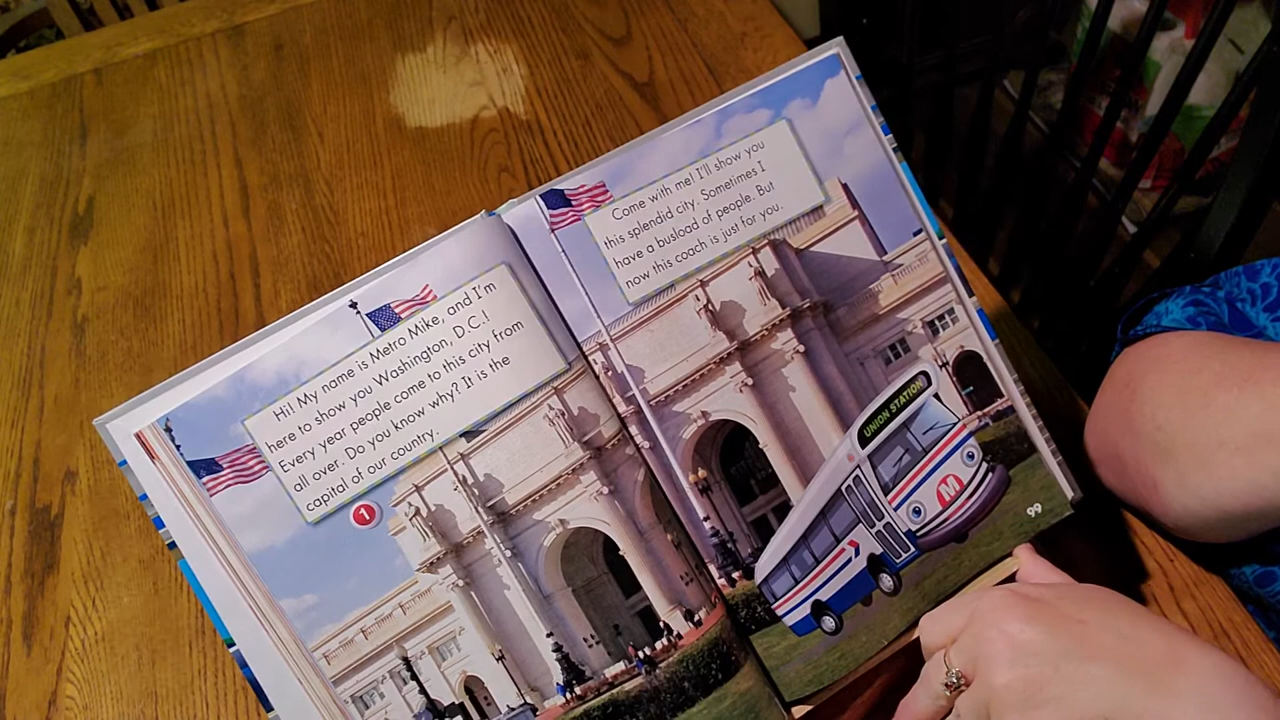 Hi! My name is Metro Mike, and I'm
here to show you Washington, D.C.!
Every year people come to this city from
all over. Do you know why? It is the
capital of our country.
1
Come with me! I'll show you
this splendid city. Sometimes I
have a busload of people. But
now this coach is just for you.
UNION STATION
M
99